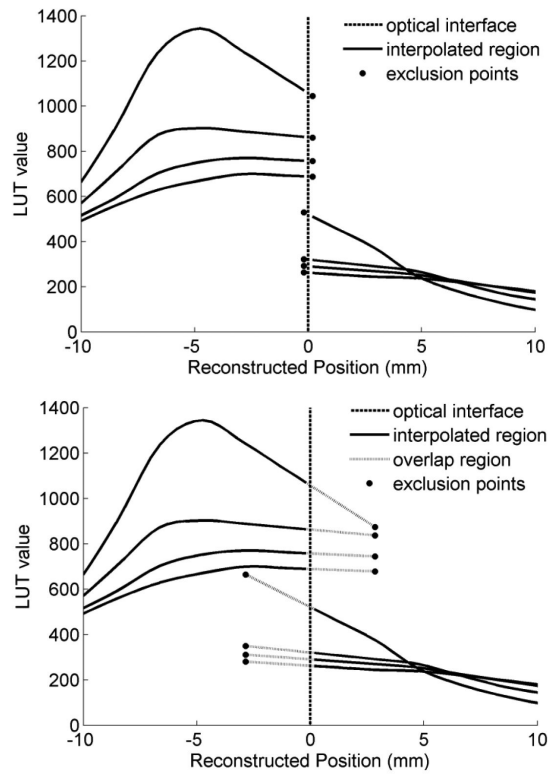 optical interface
interpolated region
exclusion points
1400
1200
1000
800
600
400
200
0
LUT value
-10 -5 0 5 10
Reconstructed Position (mm)
optical interface
interpolated region
overlap region
exclusion points
1400
1200
1000
800
600
400
200
0
LUT value
-10 -5 0 5 10
Reconstructed Position (mm)